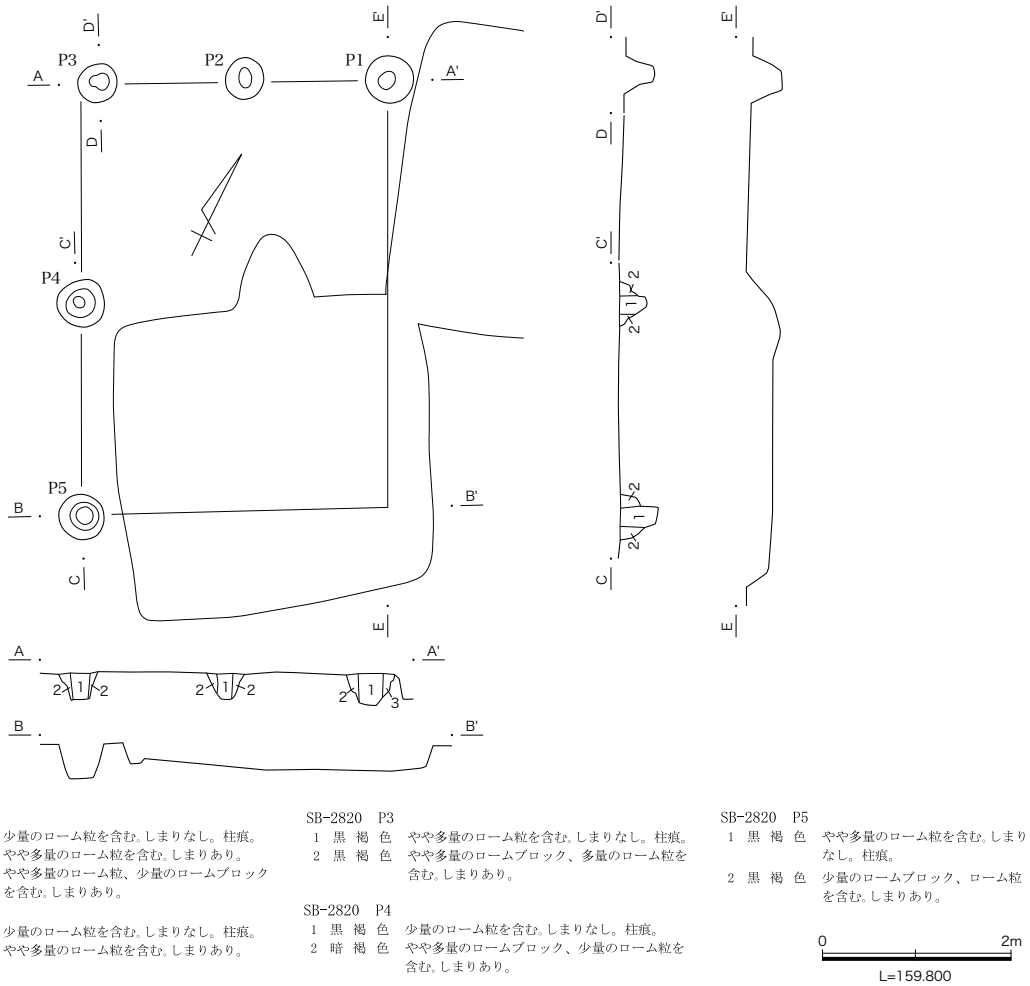 D'
E'
D'
E'
P3
P2
P1
A
A'
D
D
C'
C'
P4
2
1
2
P5
B
B'
2
1
2
C
C
E
E
A
A'
2
1
2
2
1
2
2
1
3
B
B'
少量のローム粒を含む。しまりなし。柱痕。
やや多量のローム粒を含む。しまりあり。
やや多量のローム粒、少量のロームブロック
を含む。しまりあり。
少量のローム粒を含む。しまりなし。柱痕。
やや多量のローム粒を含む。しまりあり。
SB-2820 P3
1 黒褐色 やや多量のローム粒を含む。しまりなし。柱痕。
2 黒褐色 やや多量のロームブロック、多量のローム粒を
含む。しまりあり。
SB-2820 P4
1 黒褐色 少量のローム粒を含む。しまりなし。柱痕。
2 暗褐色 やや多量のロームブロック、少量のローム粒を
含む。しまりあり。
SB-2820 P5
1 黒褐色 やや多量のローム粒を含む。しまり
なし。柱痕。
2 黒褐色 少量のロームブロック、ローム粒
を含む。しまりあり。
0 2m
L=159.800